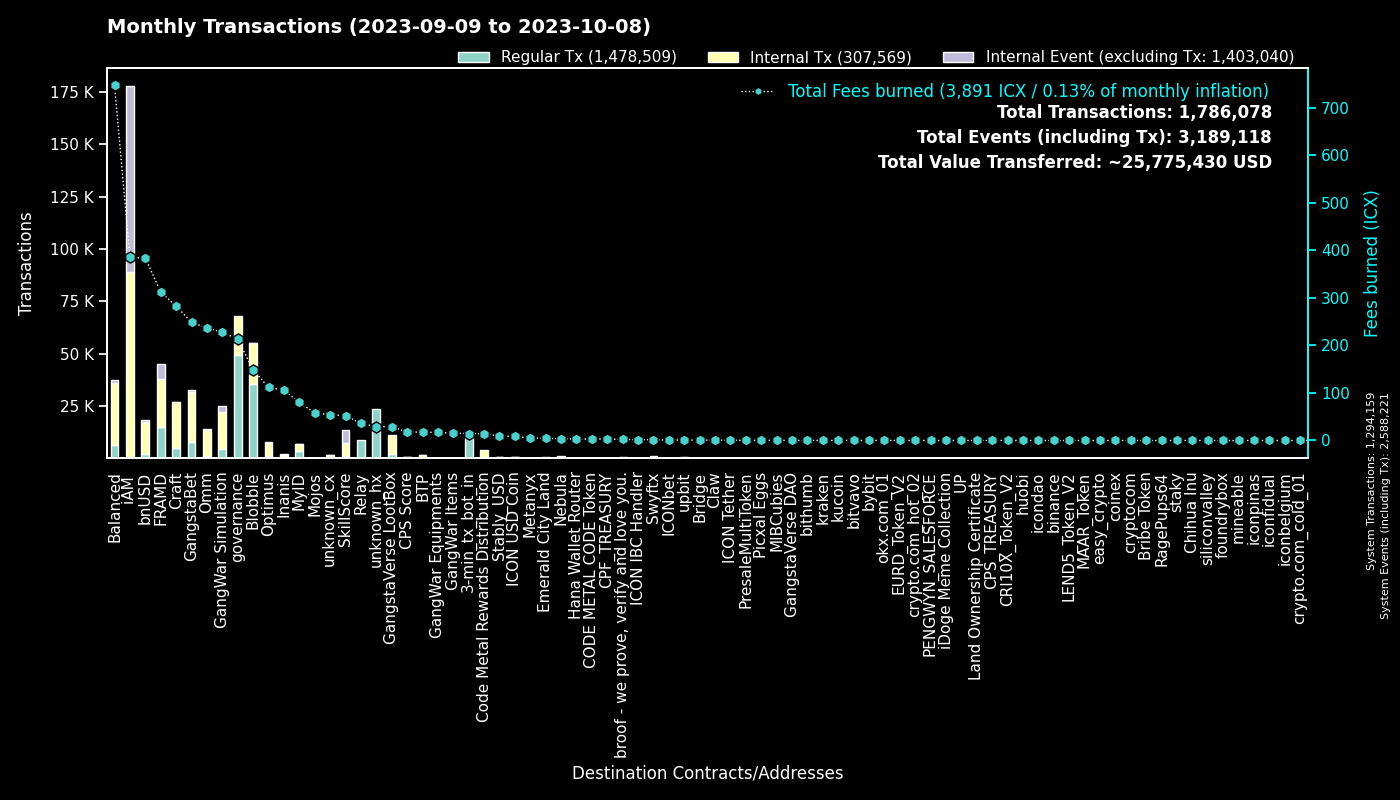 Monthly Transactions (2023-09-09 to 2023-10-08)
Regular Tx (1,478,509)
Internal Tx (307,569)
Internal Event (excluding Tx: 1,403,040)
Total Fees burned (3,891 ICX / 0.13% of monthly inflation)
Total Transactions: 1,786,078
Total Events (including Tx): 3,189,118
Total Value Transferred: ~25,775,430 USD
Transactions
175 K
150 K
125 K
100 K
75 K
50 K
25 K
700
600
500
400
300
200
100
0
Fees burned (ICX)
System Transactions: 1,294,159
System Events (including Tx): 2,588,221
Balanced
IAM
bnUSD
FRAMD
Craft
GangstaBet
Omm
GangWar Simulation
governance
Blobble
Optimus
Inanis
MyID
Mojos
unknown_cx
SkillScore
Relay
unknown_hx
GangstaVerse LootBox
CPS Score
BTP
GangWar Equipments
GangWar Items
3-min_tx_bot_in
Code Metal Rewards Distribution
Stably_USD
ICON USD Coin
Metanyx
Emerald City Land
Nebula
Hana Wallet Router
CODE METAL CODE Token
CPF_TREASURY
broof - we prove, verify and love you.
ICON IBC Handler
Swyftx
ICONbet
upbit
Bridge
Claw
ICON Tether
PresaleMultiToken
Picxal Eggs
MIBCubies
GangstaVerse DAO
bithumb
kraken
kucoin
bitvavo
bybit
okx.com_01
EURD_Token_V2
crypto.com_hot_02
PENGWYN_SALESFORCE
iDoge Meme Collection
UP
Land Ownership Certificate
CPS_TREASURY
CRI10X_Token_V2
huobi
icondao
binance
LEND5_Token_V2
MAAR_Token
easy_crypto
coinex
cryptocom
Bribe Token
RagePups64
staky
Chihua Inu
siliconvalley
foundrybox
mineable
iconpinas
iconfidual
iconbelgium
crypto.com_cold_01
Destination Contracts/Addresses